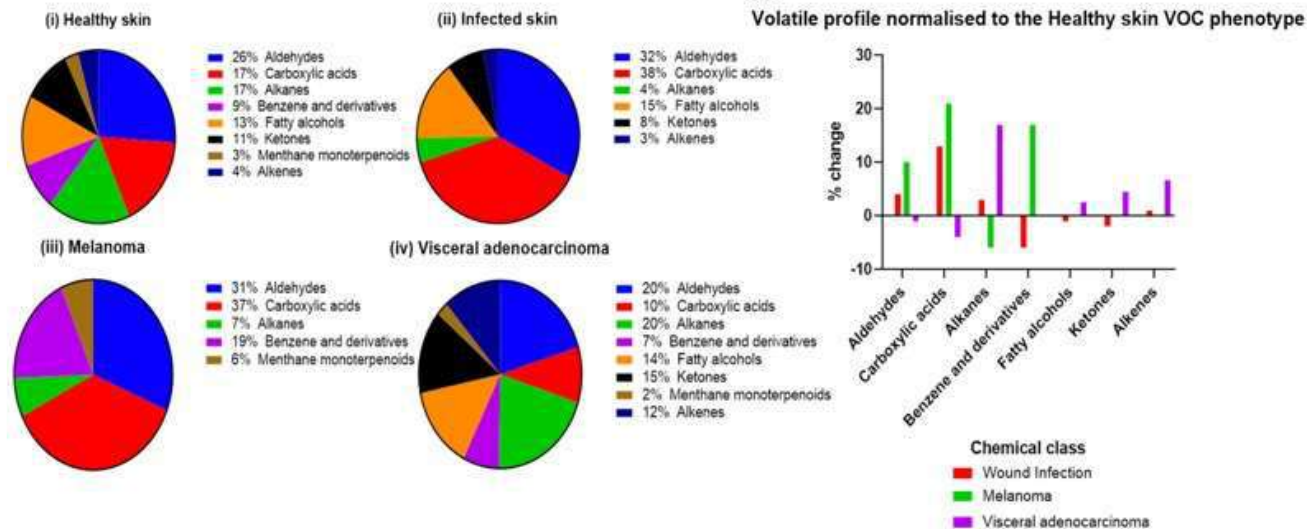 (i) Healthy skin
26% Aldehydes
17% Carboxylic acids
17% Alkanes
9% Benzene and derivatives
13% Fatty alcohols
11% Ketones
3% Menthane monoterpenoids
4% Alkenes
(ii) Infected skin
32% Aldehydes
38% Carboxylic acids
4% Alkanes
15% Fatty alcohols
8% Ketones
3% Alkenes
(iii) Melanoma
31% Aldehydes
37% Carboxylic acids
7% Alkanes
19% Benzene and derivatives
6% Menthane monoterpenoids
(iv) Visceral adenocarcinoma
20% Aldehydes
10% Carboxylic acids
20% Alkanes
7% Benzene and derivatives
14% Fatty alcohols
15% Ketones
2% Menthane monoterpenoids
12% Alkenes
Volatile profile normalised to the Healthy skin VOC phenotype
% change
30
20
10
0
-10
Aldehydes
Carboxylic acids
Alkanes
Benzene and derivatives
Fatty alcohols
Ketones
Alkenes
Chemical class
Wound Infection
Melanoma
Visceral adenocarcinoma